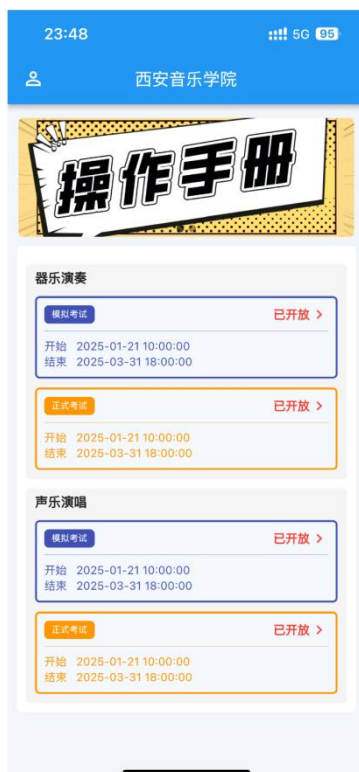 23:48 5G 95
西安音乐学院
操作手册
器乐演奏
模拟考试 已开放
开始 2025-01-21 10:00:00
结束 2025-03-31 18:00:00
正式考试 已开放
开始 2025-01-21 10:00:00
结束 2025-03-31 18:00:00
声乐演唱
模拟考试 已开放
开始 2025-01-21 10:00:00
结束 2025-03-31 18:00:00
正式考试 已开放
开始 2025-01-21 10:00:00
结束 2025-03-31 18:00:00